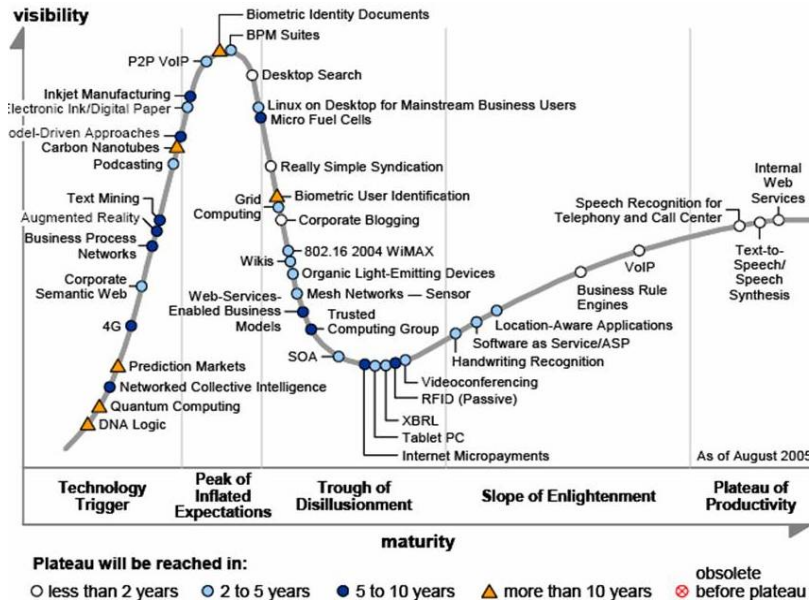 visibility
Biometric Identity Documents
BPM Suites
P2P VoIP
Desktop Search
Inkjet Manufacturing
Electronic Ink/Digital Paper
Linux on Desktop for Mainstream Business Users
Micro Fuel Cells
odel-Driven Approaches
Carbon Nanotubes
Podcasting
Really Simple Syndication
Text Mining
Augmented Reality
Business Process
Networks
Grid
Computing
Biometric User Identification
Corporate Blogging
802.16 2004 WiMAX
Wikis
Organic Light-Emitting Devices
Corporate
Semantic Web
Mesh Networks — Sensor
Web-Services-
Enabled Business
Models
Trusted
Computing Group
4G
SOA
Prediction Markets
Networked Collective Intelligence
Quantum Computing
DNA Logic
Videoconferencing
RFID (Passive)
XBRL
Tablet PC
Internet Micropayments
Location-Aware Applications
Software as Service/ASP
Handwriting Recognition
Business Rule
Engines
VoIP
Speech Recognition for
Telephony and Call Center
Internal
Web
Services
Text-to-
Speech/
Speech
Synthesis
As of August 2005
Technology
Trigger
Peak of
Inflated
Expectations
Trough of
Disillusionment
Slope of Enlightenment
Plateau of
Productivity
maturity
Plateau will be reached in:
less than 2 years
2 to 5 years
5 to 10 years
more than 10 years
obsolete
before plateau